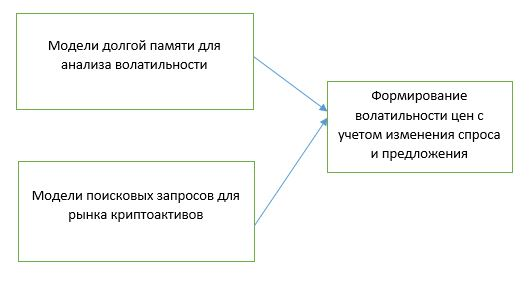 Модели долгой памяти для
анализа волатильности
Модели поисковых запросов для
рынка криптоактивов
Формирование
волатильности цен с
учетом изменения спроса
и предложения